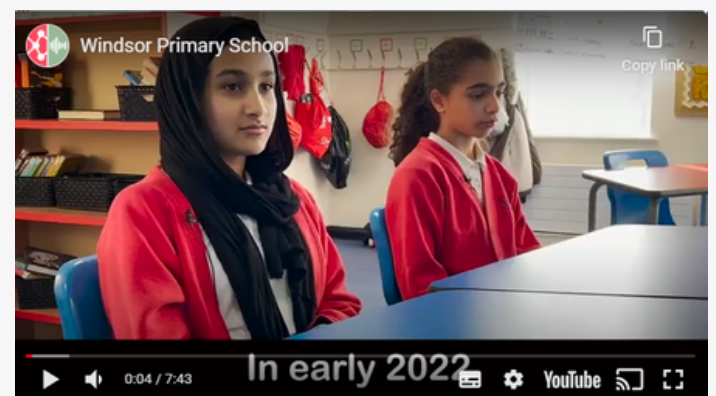 Windsor Primary School
Copy link
In early 2022
0:04 / 7:43
YouTube